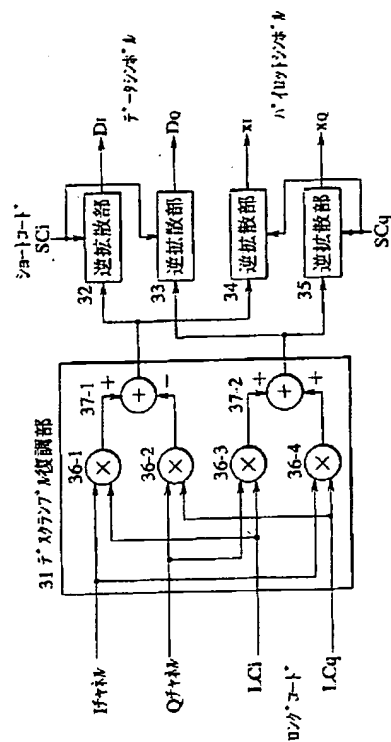 31 デスクランブル復調部
Iチャネル
Qチャネル
LCi
LCq
ロングコード
36-1
36-2
36-3
36-4
×
×
×
×
37-1
37-2
+
−
+
+
+
+
ショートコード
SCi
32 逆拡散部
33 逆拡散部
34 逆拡散部
35 逆拡散部
SCq
DI
DQ
データシンボル
XI
XQ
パイロットシンボル